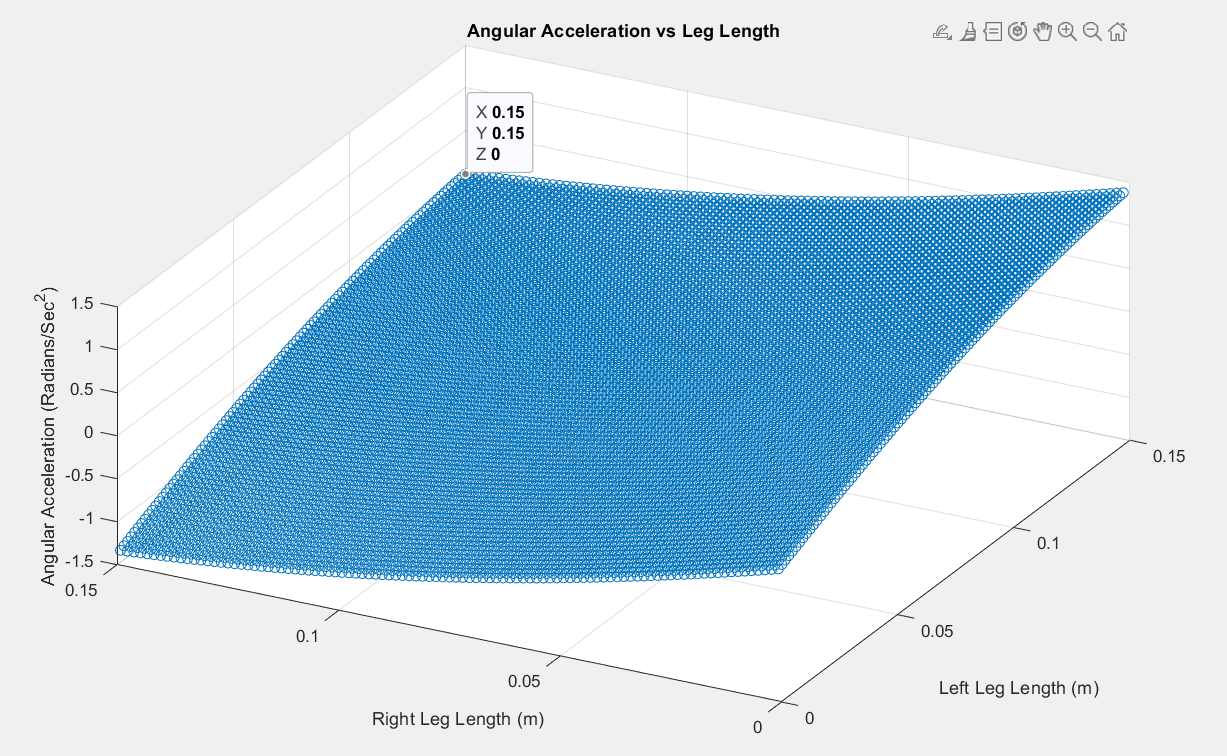 Angular Acceleration vs Leg Length
X 0.15
Y 0.15
Z 0
Angular Acceleration (Radians/Sec²)
1.5
1
0.5
0
-0.5
-1
-1.5
0.15
0.1
0.05
0
Right Leg Length (m)
0
0.05
0.1
0.15
Left Leg Length (m)